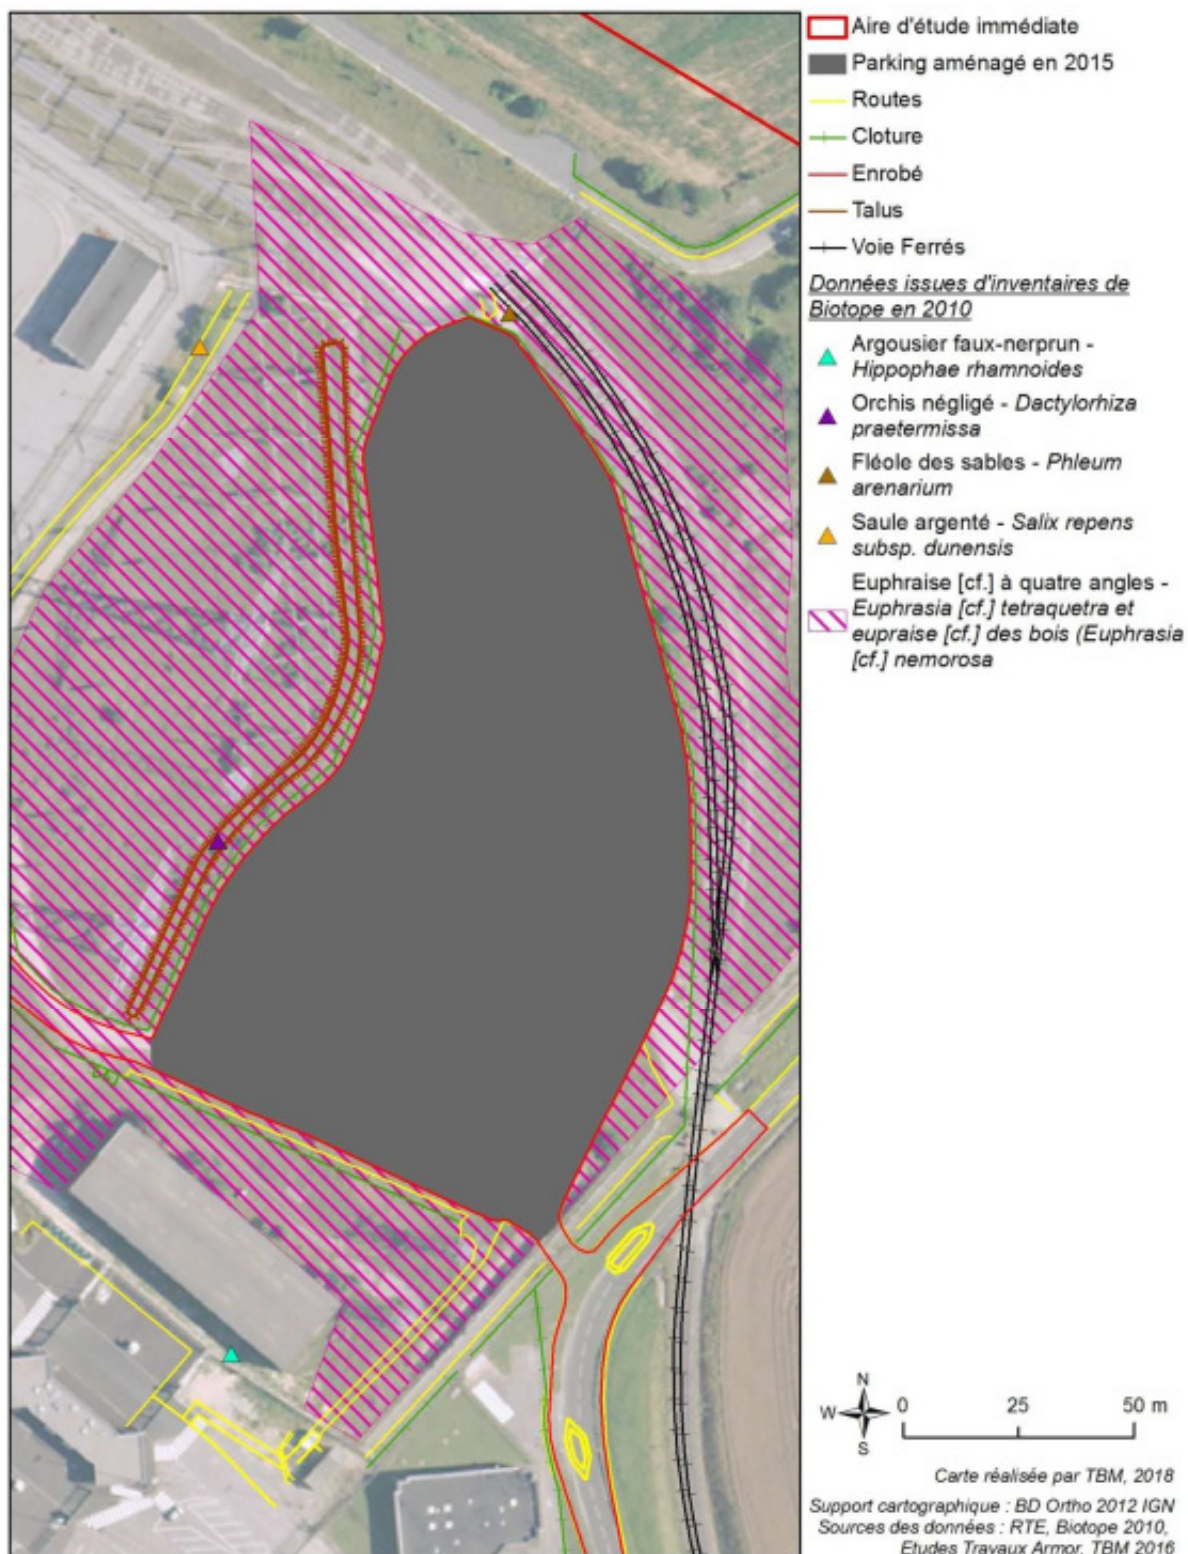 Aire d'étude immédiate
Parking aménagé en 2015
Routes
Cloture
Enrobé
Talus
Voie Ferrés
Données issues d'inventaires de
Biotope en 2010
Argousier faux-nerprun -
Hippophae rhamnoides
Orchis négligé - Dactylorhiza
praetermissa
Fléole des sables - Phleum
arenarium
Saule argenté - Salix repens
subsp. dunensis
Euphraise [cf.] à quatre angles -
Euphrasia [cf.] tetraquetra et
eupraise [cf.] des bois (Euphrasia
[cf.] nemorosa
N
W E
S
0 25 50 m
Carte réalisée par TBM, 2018
Support cartographique : BD Ortho 2012 IGN
Sources des données : RTE, Biotope 2010,
Etudes Travaux Armor, TBM 2016